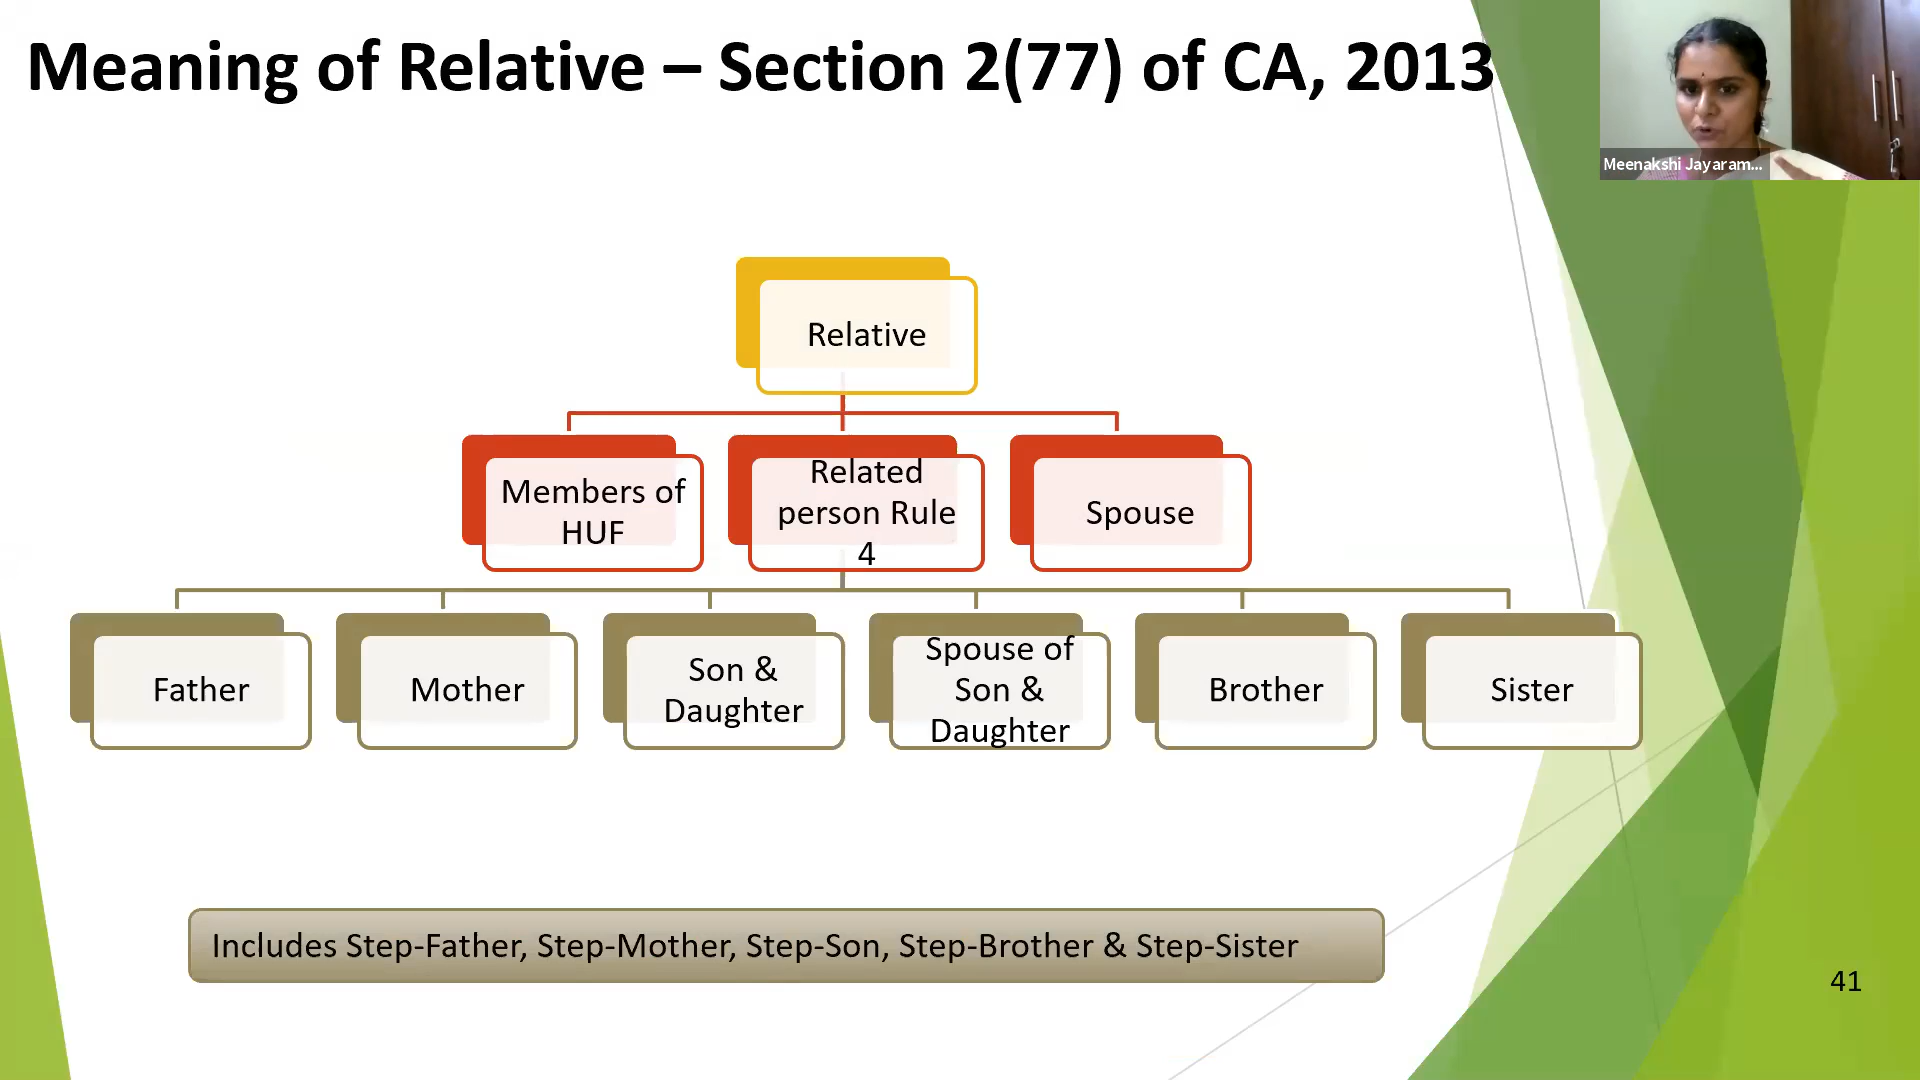 Meaning of Relative – Section 2(77) of CA, 2013
Meenakshi Jayaram...
Relative
Members of
HUF
Related
person Rule
4
Spouse
Father
Mother
Son &
Daughter
Spouse of
Son &
Daughter
Brother
Sister
Includes Step-Father, Step-Mother, Step-Son, Step-Brother & Step-Sister
41